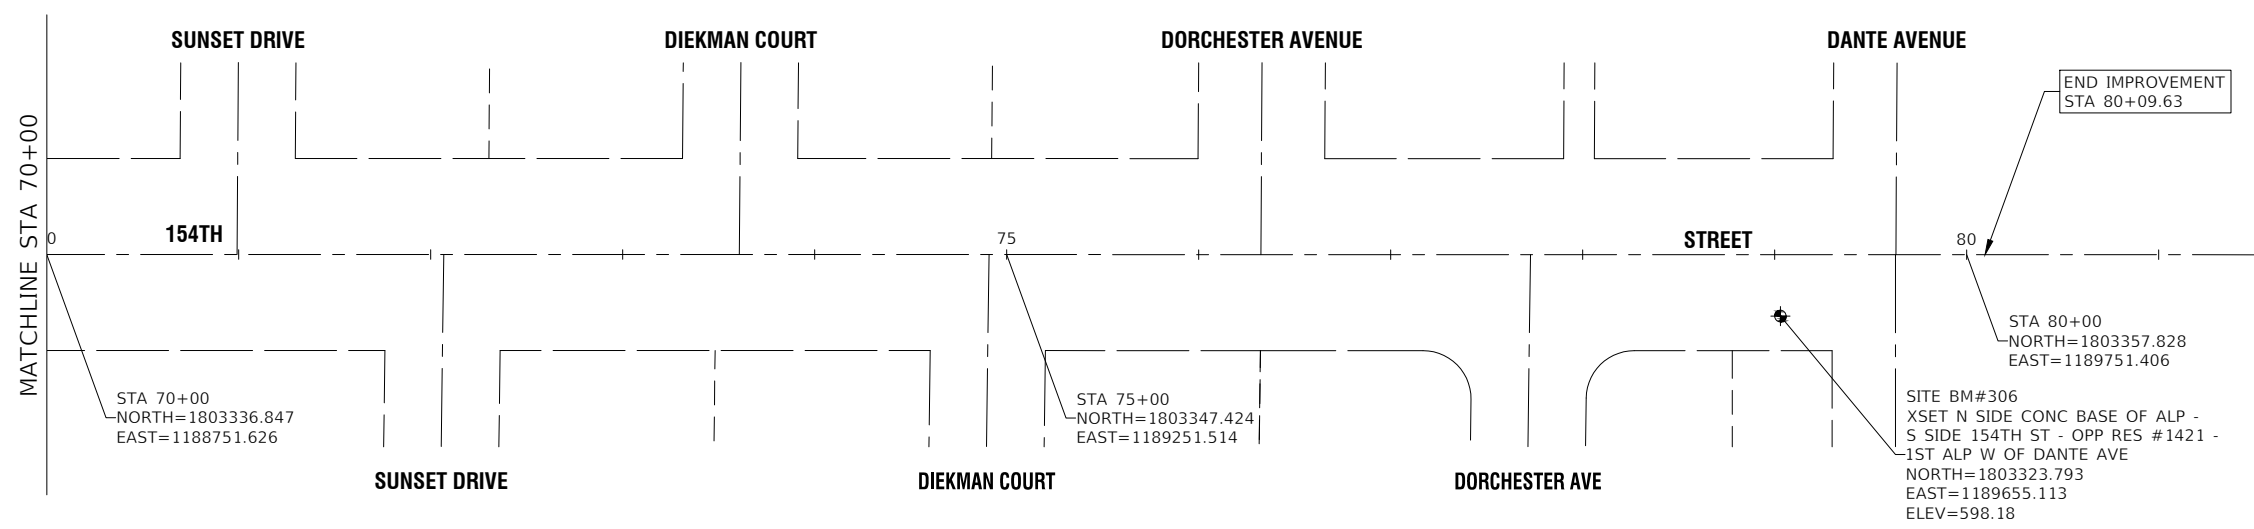 SUNSET DRIVE
DIEKMAN COURT
DORCHESTER AVENUE
DANTE AVENUE
END IMPROVEMENT
STA 80+09.63
MATCHLINE STA 70+00
0
154TH
75
STREET
80
STA 70+00
NORTH=1803336.847
EAST=1188751.626
STA 75+00
NORTH=1803347.424
EAST=1189251.514
STA 80+00
NORTH=1803357.828
EAST=1189751.406
SITE BM#306
XSET N SIDE CONC BASE OF ALP -
S SIDE 154TH ST - OPP RES #1421 -
1ST ALP W OF DANTE AVE
NORTH=1803323.793
EAST=1189655.113
ELEV=598.18
SUNSET DRIVE
DIEKMAN COURT
DORCHESTER AVE